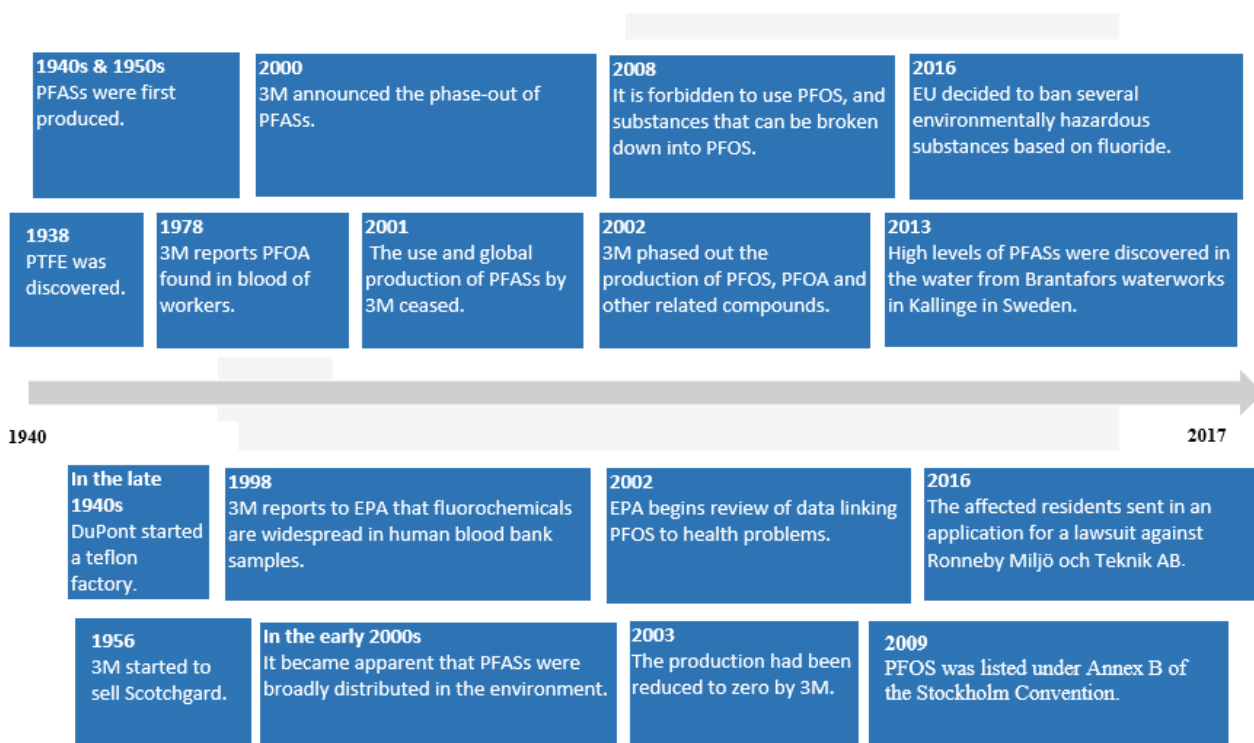 1940s & 1950s
PFASs were first
produced.
2000
3M announced the phase-out of
PFASs.
2008
It is forbidden to use PFOS, and
substances that can be broken
down into PFOS.
2016
EU decided to ban several
environmentally hazardous
substances based on fluoride.
1938
PTFE was
discovered.
1978
3M reports PFOA
found in blood of
workers.
2001
The use and global
production of PFASs by
3M ceased.
2002
3M phased out the
production of PFOS, PFOA and
other related compounds.
2013
High levels of PFASs were discovered in
the water from Brantafors waterworks
in Kallinge in Sweden.
1940
2017
In the late
1940s
DuPont started
a teflon
factory.
1998
3M reports to EPA that fluorochemicals
are widespread in human blood bank
samples.
2002
EPA begins review of data linking
PFOS to health problems.
2016
The affected residents sent in an
application for a lawsuit against
Ronneby Miljö och Teknik AB.
1956
3M started to
sell Scotchgard.
In the early 2000s
It became apparent that PFASs were
broadly distributed in the environment.
2003
The production had been
reduced to zero by 3M.
2009
PFOS was listed under Annex B of
the Stockholm Convention.